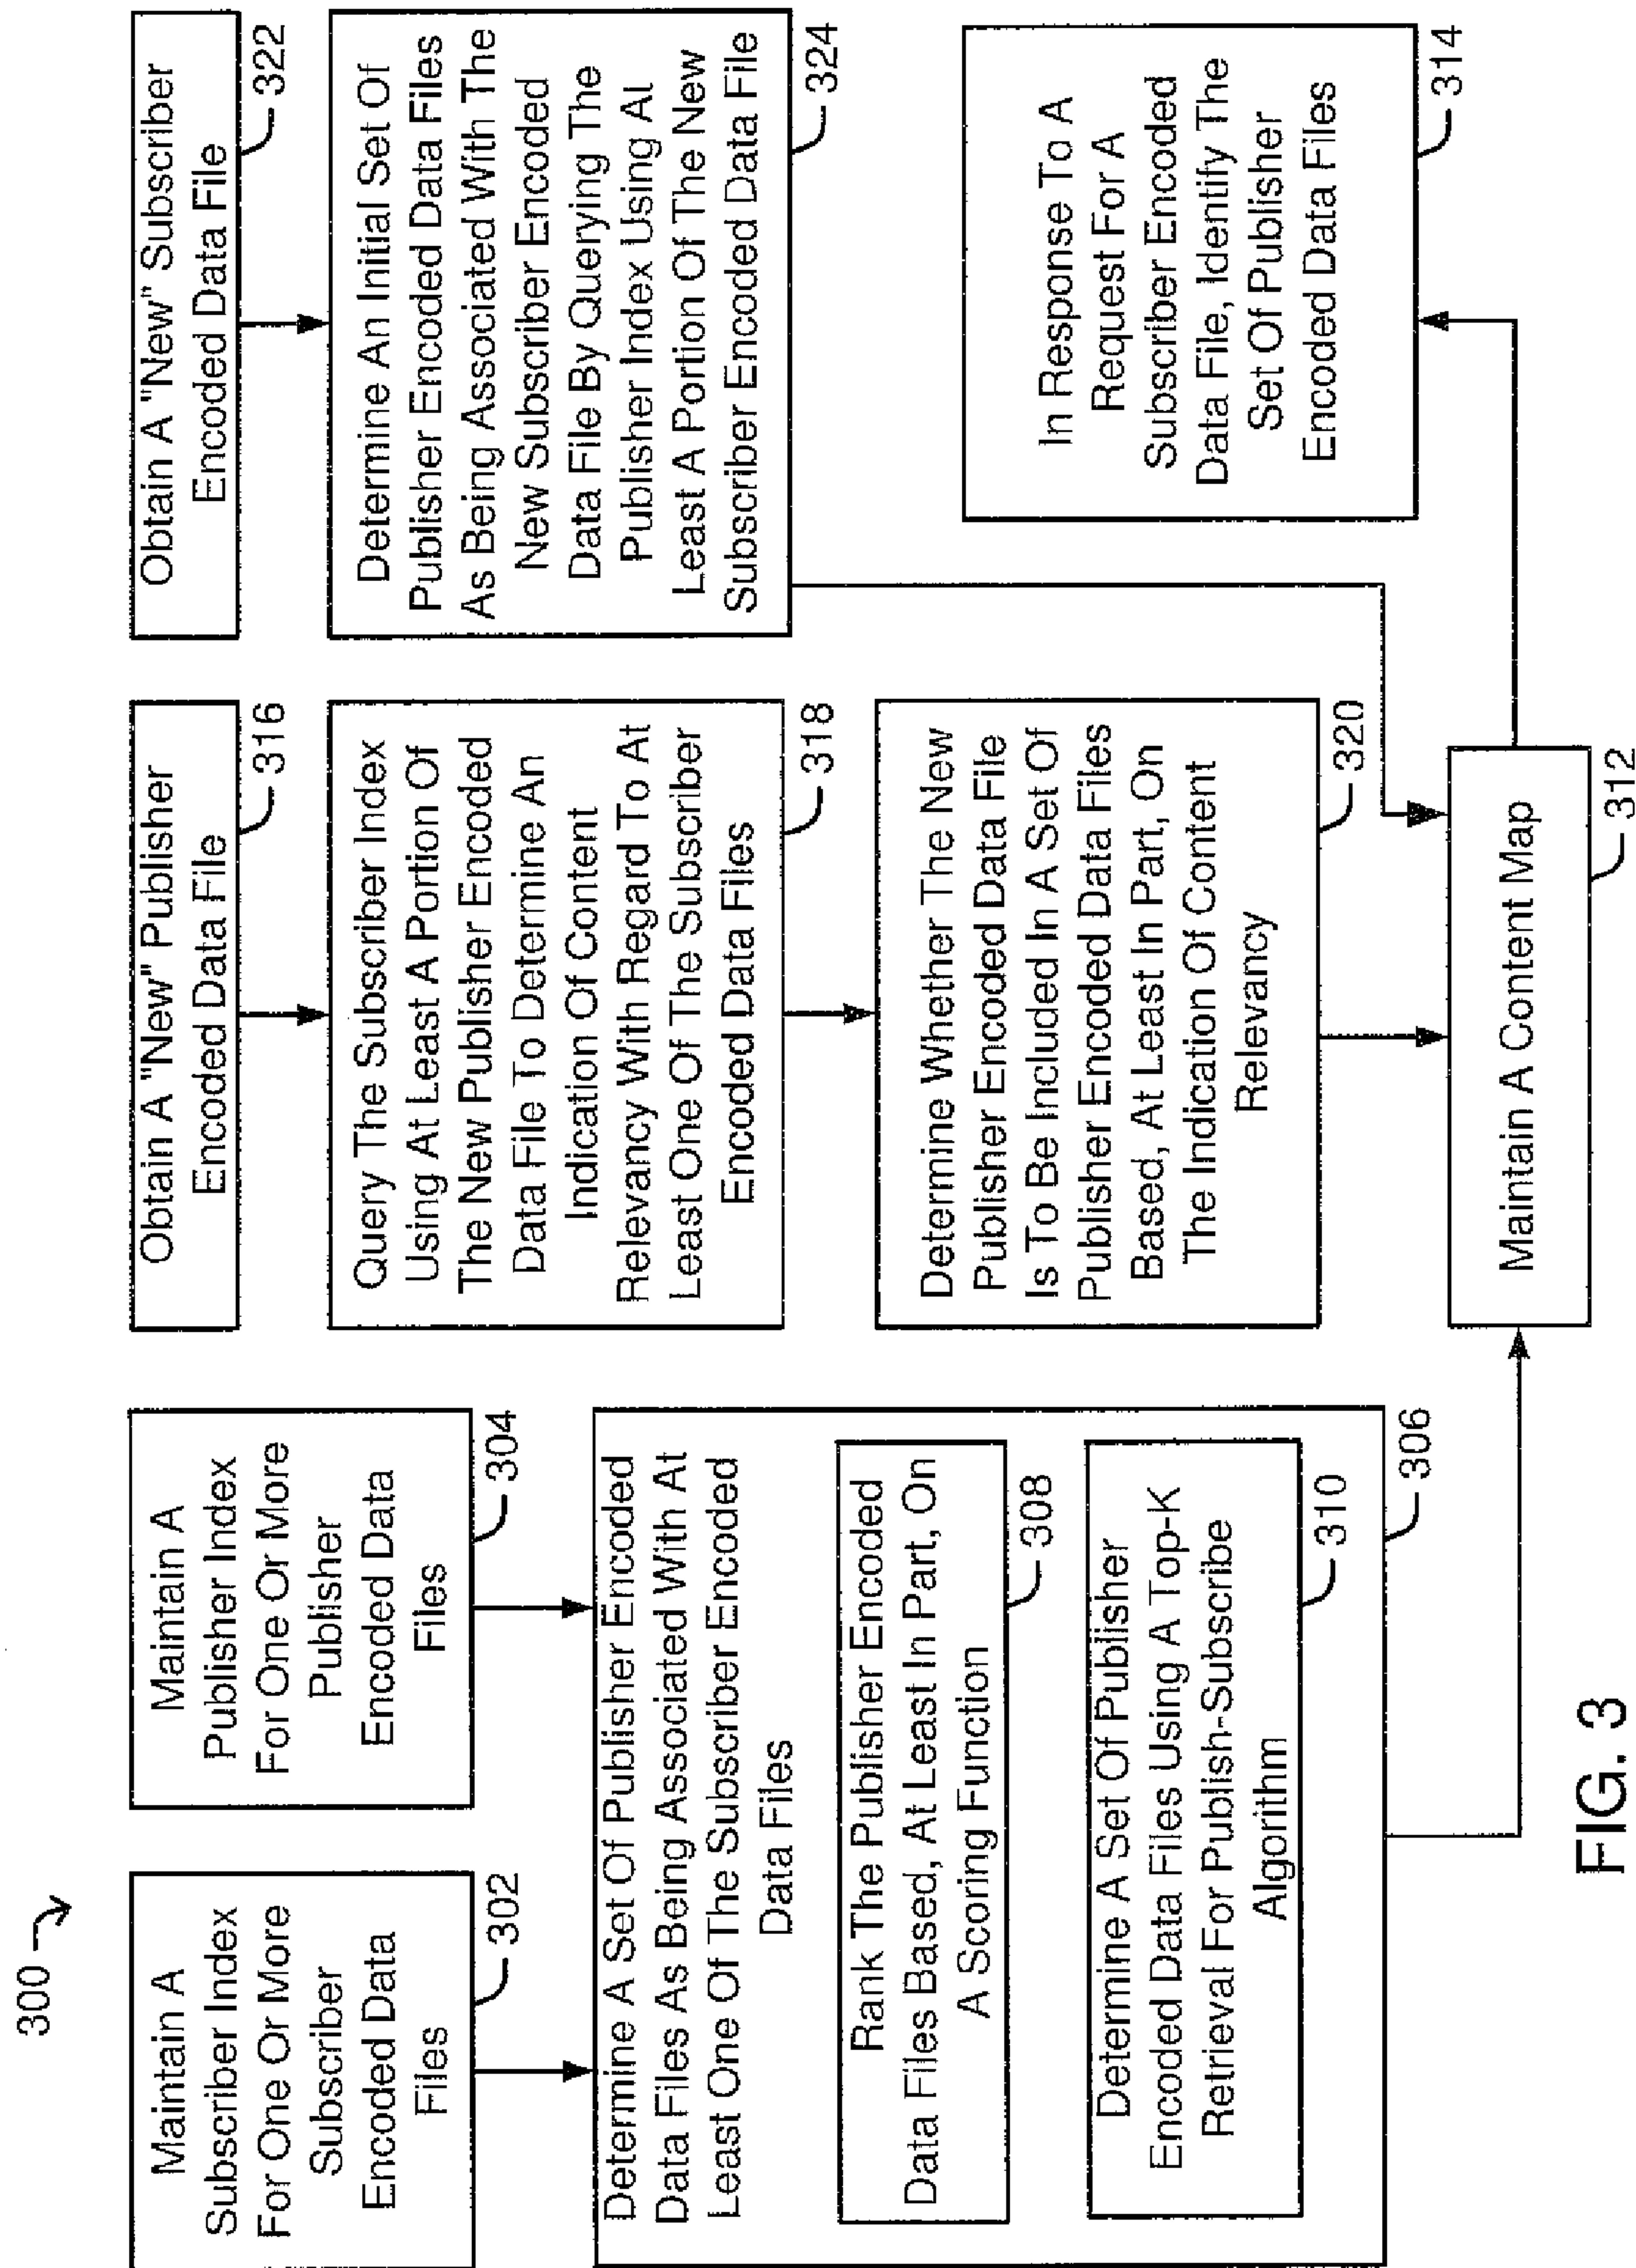 300
Maintain A
Subscriber Index
For One Or More
Subscriber
Encoded Data
Files
302
Maintain A
Publisher Index
For One Or More
Publisher
Encoded Data
Files
304
Determine A Set Of Publisher Encoded
Data Files As Being Associated With At
Least One Of The Subscriber Encoded
Data Files
Rank The Publisher Encoded
Data Files Based, At Least In Part, On
A Scoring Function
308
Determine A Set Of Publisher
Encoded Data Files Using A Top-K
Retrieval For Publish-Subscribe
Algorithm
310
306
Obtain A "New" Publisher
Encoded Data File
316
Query The Subscriber Index
Using At Least A Portion Of
The New Publisher Encoded
Data File To Determine An
Indication Of Content
Relevancy With Regard To At
Least One Of The Subscriber
Encoded Data Files
318
Determine Whether The New
Publisher Encoded Data File
Is To Be Included In A Set Of
Publisher Encoded Data Files
Based, At Least In Part, On
The Indication Of Content
Relevancy
320
Obtain A "New" Subscriber
Encoded Data File
322
Determine An Initial Set Of
Publisher Encoded Data Files
As Being Associated With The
New Subscriber Encoded
Data File By Querying The
Publisher Index Using At
Least A Portion Of The New
Subscriber Encoded Data File
324
Maintain A Content Map
312
In Response To A
Request For A
Subscriber Encoded
Data File, Identify The
Set Of Publisher
Encoded Data Files
314
FIG. 3